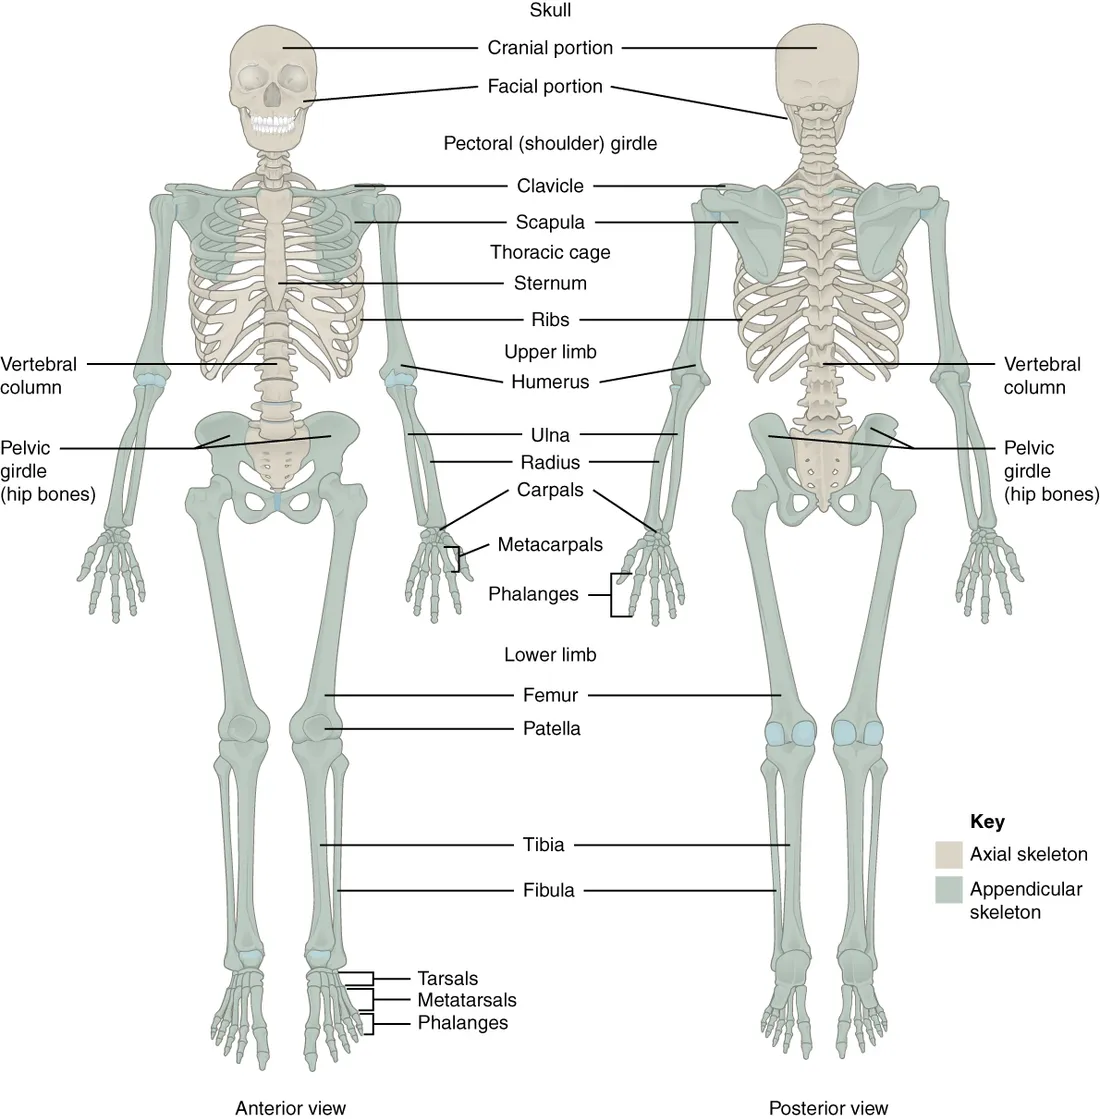 Skull
Cranial portion
Facial portion
Pectoral (shoulder) girdle
Clavicle
Scapula
Thoracic cage
Sternum
Ribs
Upper limb
Humerus
Vertebral
column
Vertebral
column
Ulna
Pelvic
girdle
(hip bones)
Pelvic
girdle
(hip bones)
Radius
Carpals
Metacarpals
Phalanges
Lower limb
Femur
Patella
Tibia
Fibula
Key
Axial skeleton
Appendicular
skeleton
Tarsals
Metatarsals
Phalanges
Anterior view
Posterior view